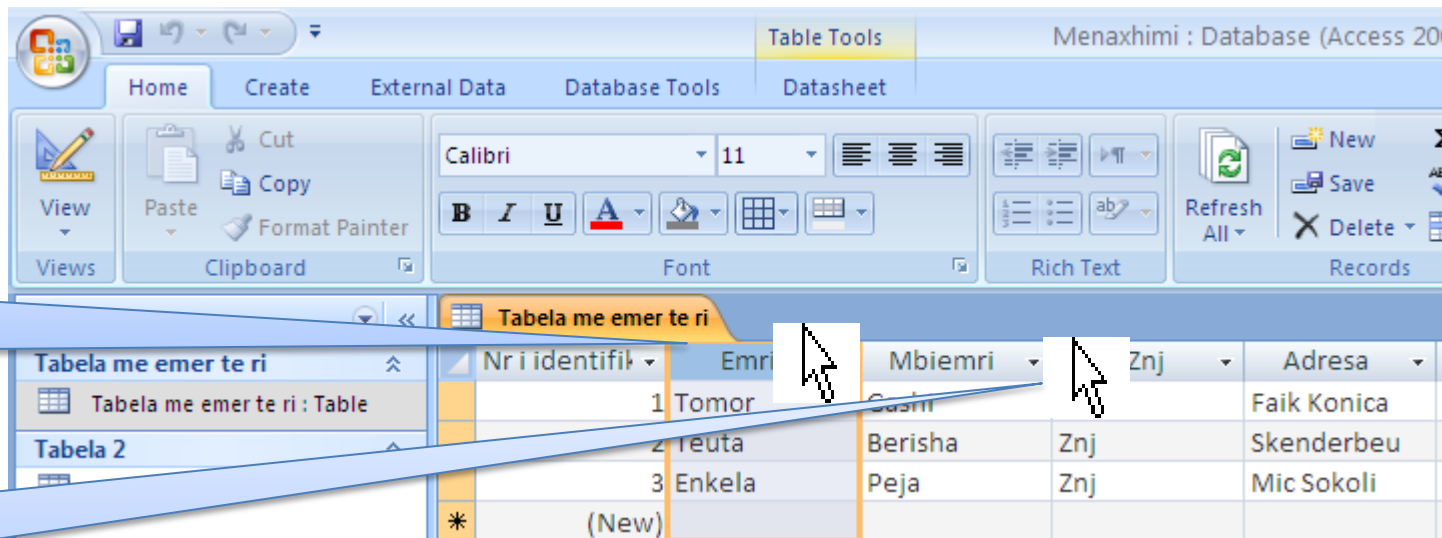 Table Tools
Menaxhimi : Database (Access 20
Home Create External Data Database Tools Datasheet
View
Paste
Cut
Copy
Format Painter
Calibri 11
B I U A
ab
Refresh
All
New
Save
Delete
Views Clipboard Font Rich Text Records
Tabela me emer te ri
Tabela me emer te ri
Tabela me emer te ri : Table
Tabela 2
Nr i identifik Emri Mbiemri Znj Adresa
1 Tomor Faik Konica
2 Teuta Berisha Znj Skenderbeu
3 Enkela Peja Znj Mic Sokoli
(New)